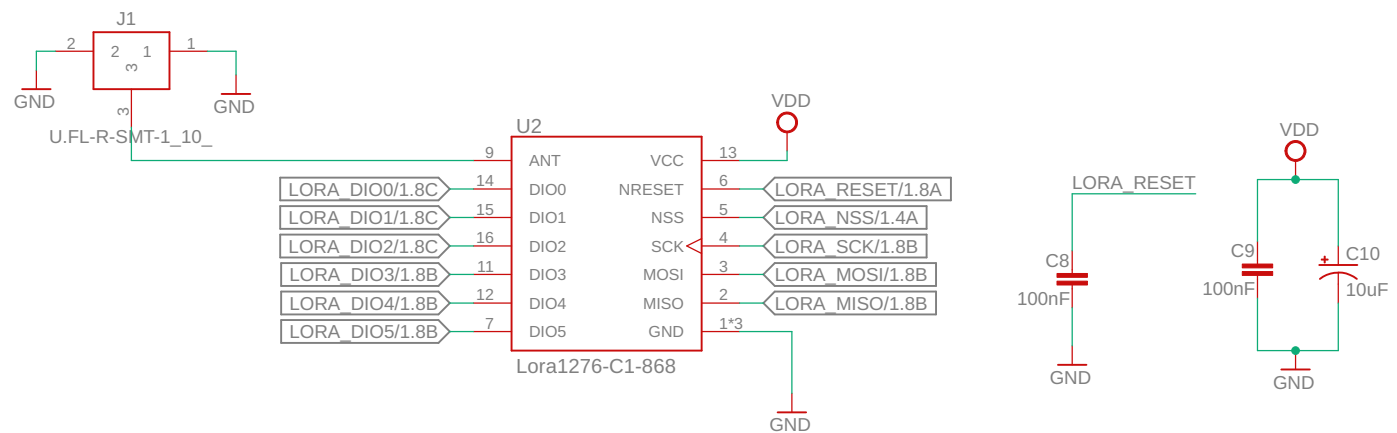 J1
2
2 1
1
3
GND
GND
3
U.FL-R-SMT-1_10_
VDD
U2
9 ANT VCC 13
LORA_DIO0/1.8C 14 DIO0 NRESET 6 LORA_RESET/1.8A
LORA_DIO1/1.8C 15 DIO1 NSS 5 LORA_NSS/1.4A
LORA_DIO2/1.8C 16 DIO2 SCK 4 LORA_SCK/1.8B
LORA_DIO3/1.8B 11 DIO3 MOSI 3 LORA_MOSI/1.8B
LORA_DIO4/1.8B 12 DIO4 MISO 2 LORA_MISO/1.8B
LORA_DIO5/1.8B 7 DIO5 GND 1*3
Lora1276-C1-868
GND
LORA_RESET
C8
100nF
GND
VDD
C9
100nF
+
C10
10uF
GND